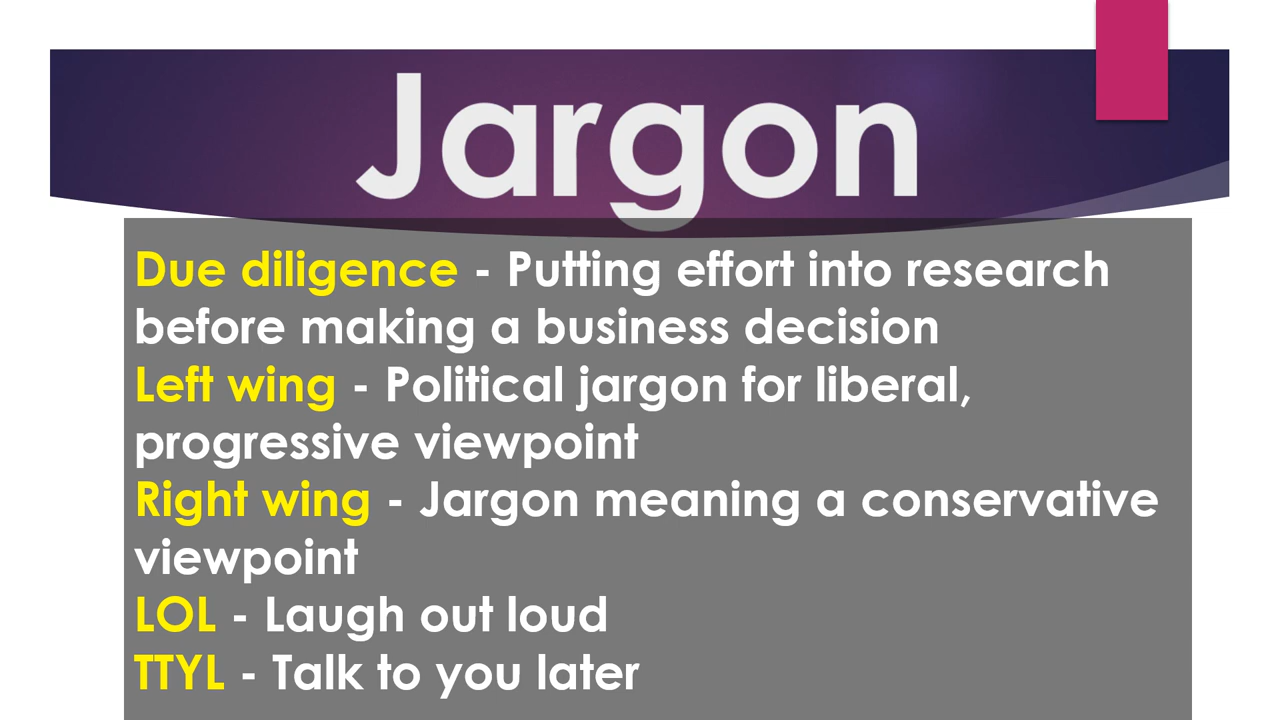 Jargon
Due diligence - Putting effort into research
before making a business decision
Left wing - Political jargon for liberal,
progressive viewpoint
Right wing - Jargon meaning a conservative
viewpoint
LOL - Laugh out loud
TTYL - Talk to you later